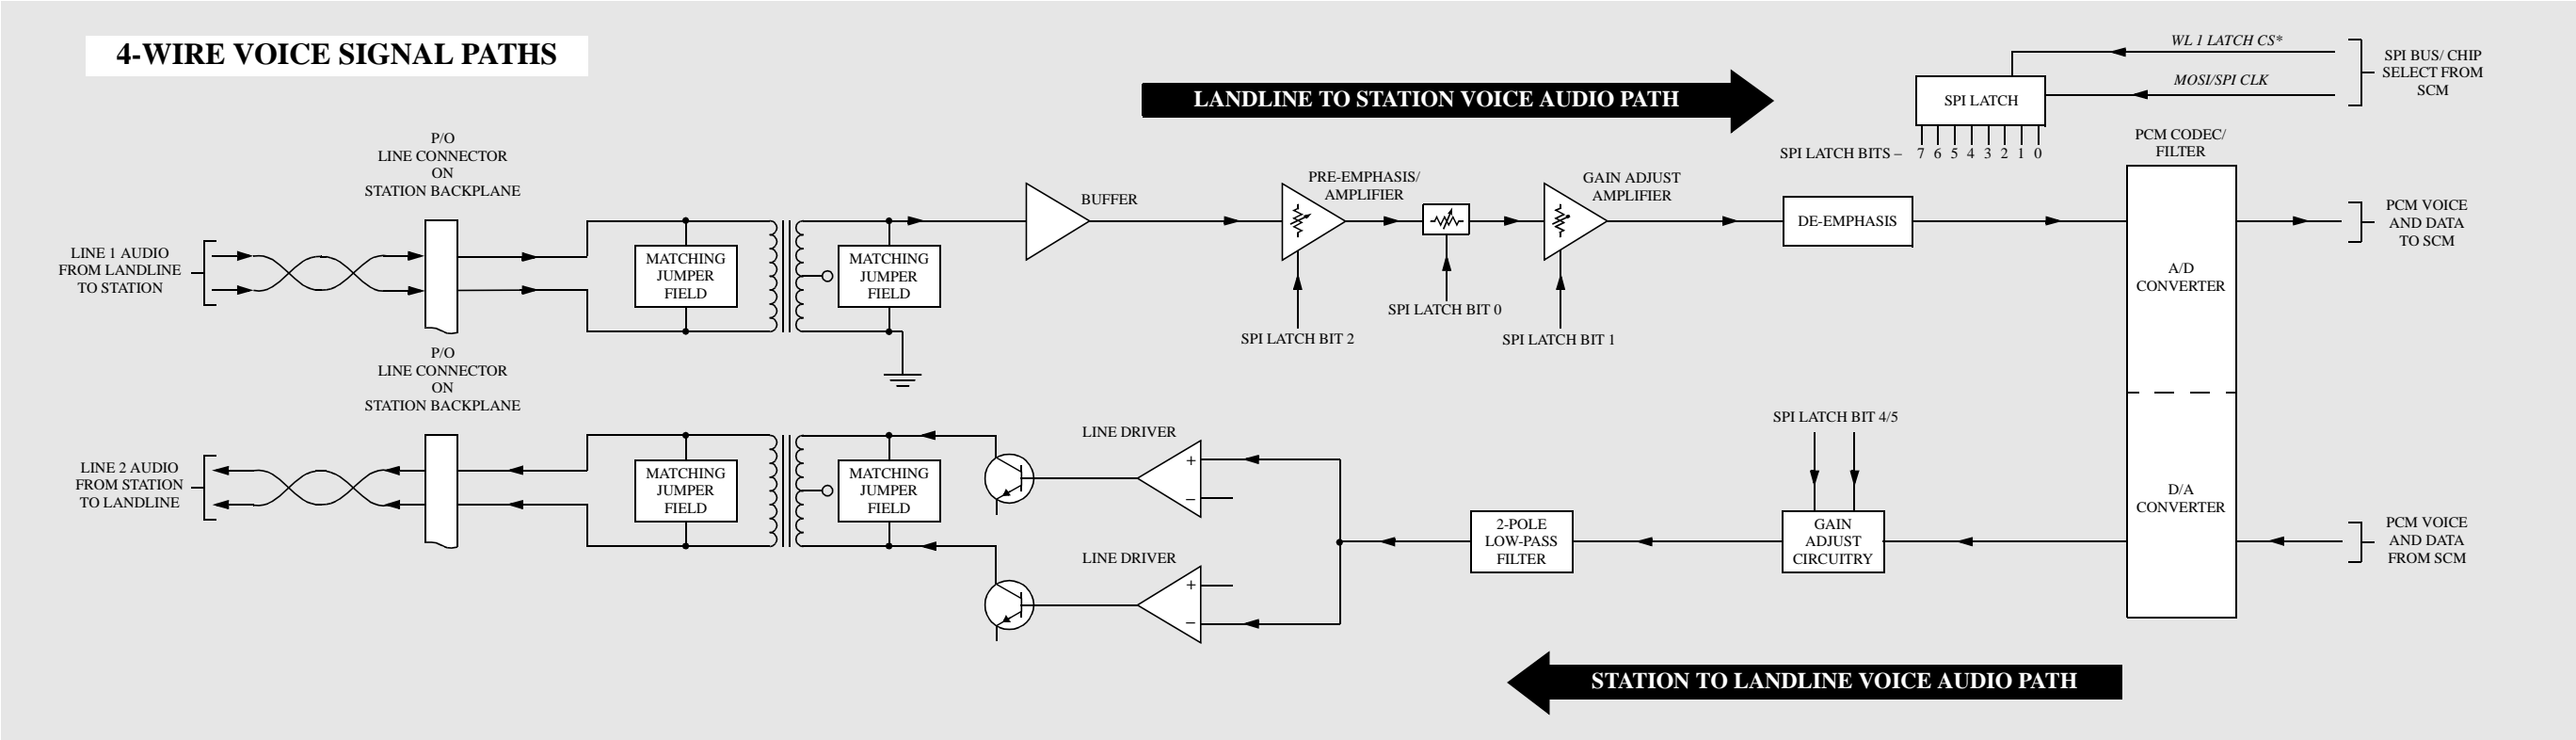 4-WIRE VOICE SIGNAL PATHS
LANDLINE TO STATION VOICE AUDIO PATH
WL 1 LATCH CS*
MOSI/SPI CLK
SPI BUS/ CHIP
SELECT FROM
SCM
SPI LATCH
SPI LATCH BITS – 7 6 5 4 3 2 1 0
PCM CODEC/
FILTER
P/O
LINE CONNECTOR
ON
STATION BACKPLANE
LINE 1 AUDIO
FROM LANDLINE
TO STATION
MATCHING
JUMPER
FIELD
MATCHING
JUMPER
FIELD
BUFFER
PRE-EMPHASIS/
AMPLIFIER
SPI LATCH BIT 2
SPI LATCH BIT 0
GAIN ADJUST
AMPLIFIER
SPI LATCH BIT 1
DE-EMPHASIS
A/D
CONVERTER
PCM VOICE
AND DATA
TO SCM
P/O
LINE CONNECTOR
ON
STATION BACKPLANE
LINE 2 AUDIO
FROM STATION
TO LANDLINE
MATCHING
JUMPER
FIELD
MATCHING
JUMPER
FIELD
LINE DRIVER
+
–
LINE DRIVER
+
–
2-POLE
LOW-PASS
FILTER
SPI LATCH BIT 4/5
GAIN
ADJUST
CIRCUITRY
D/A
CONVERTER
PCM VOICE
AND DATA
FROM SCM
STATION TO LANDLINE VOICE AUDIO PATH